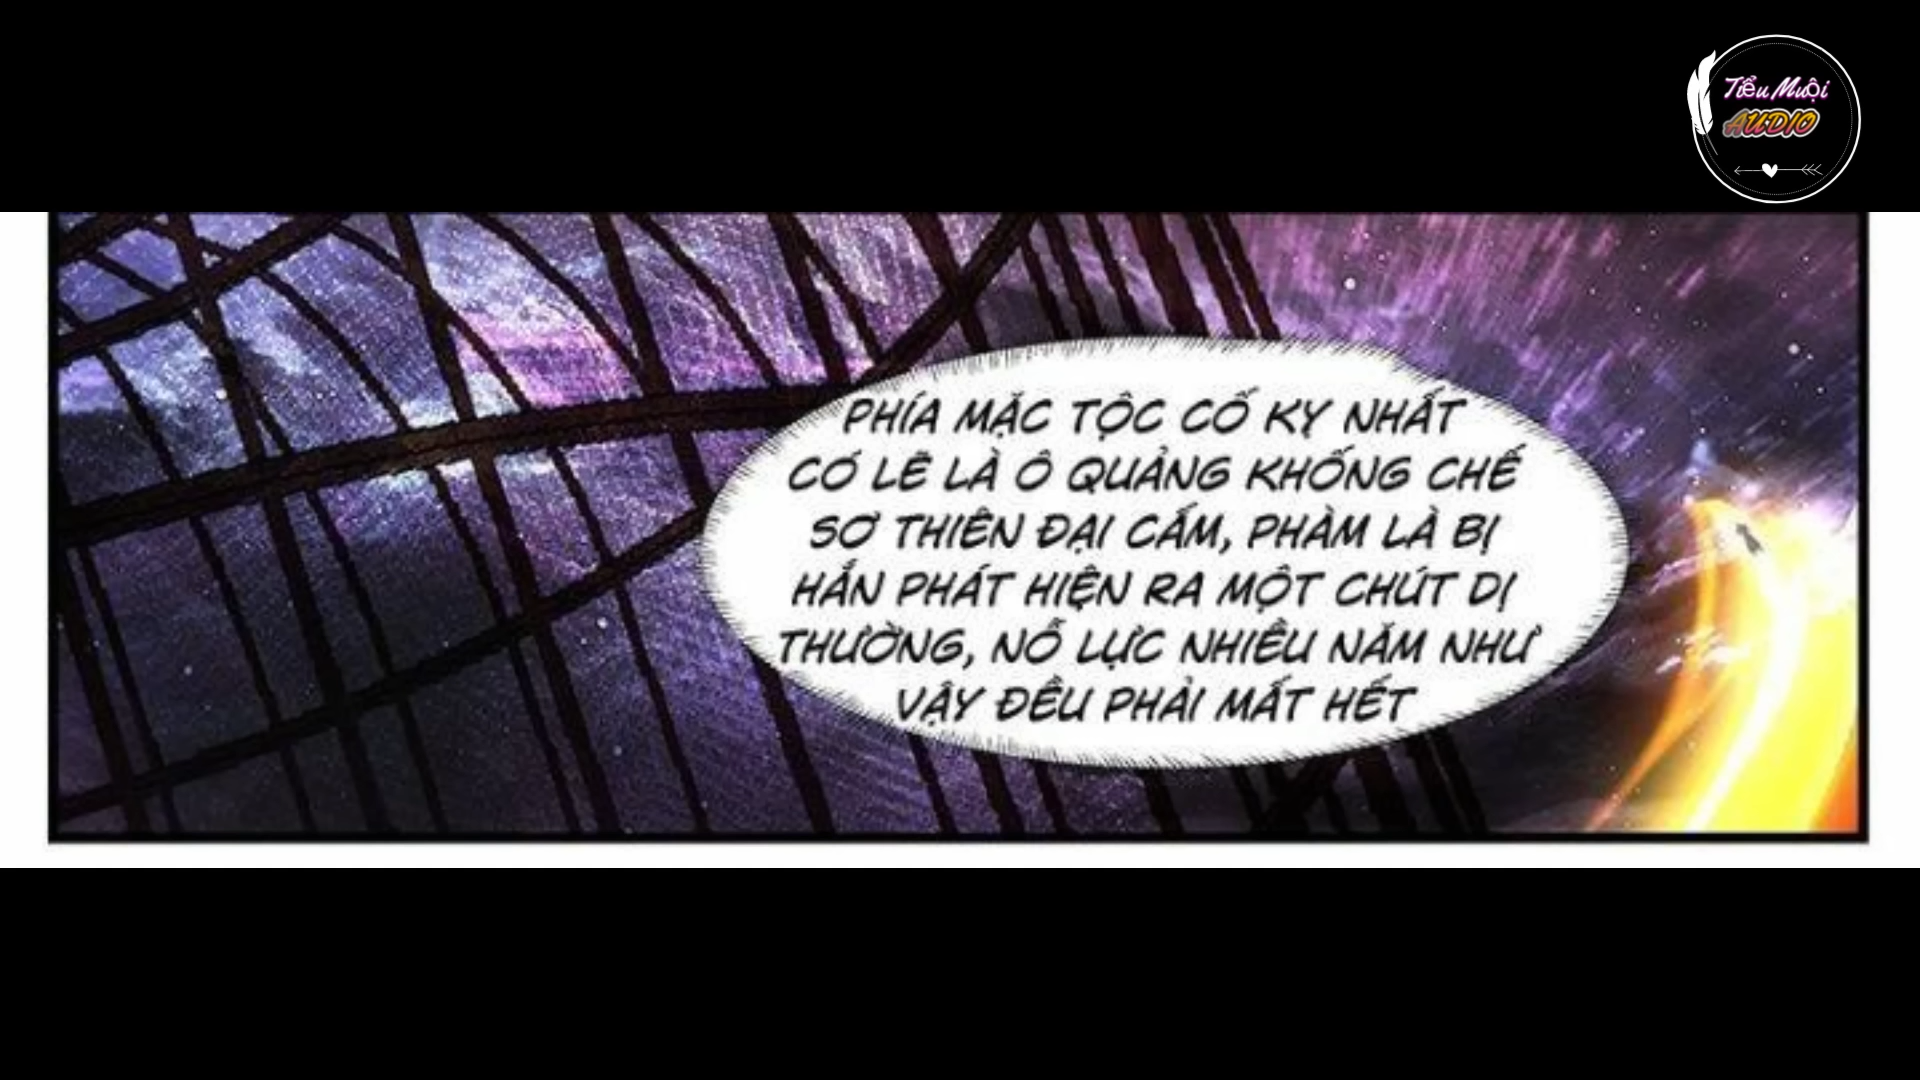 Tiểu Muội
AUDIO
PHÍA MẶC TỘC CỐ KỴ NHẤT
CÓ LẼ LÀ Ô QUẢNG KHỐNG CHẾ
SƠ THIÊN ĐẠI CẤM, PHÀM LÀ BỊ
HẮN PHÁT HIỆN RA MỘT CHÚT DỊ
THƯỜNG, NỖ LỰC NHIỀU NĂM NHƯ
VẬY ĐỀU PHẢI MẤT HẾT